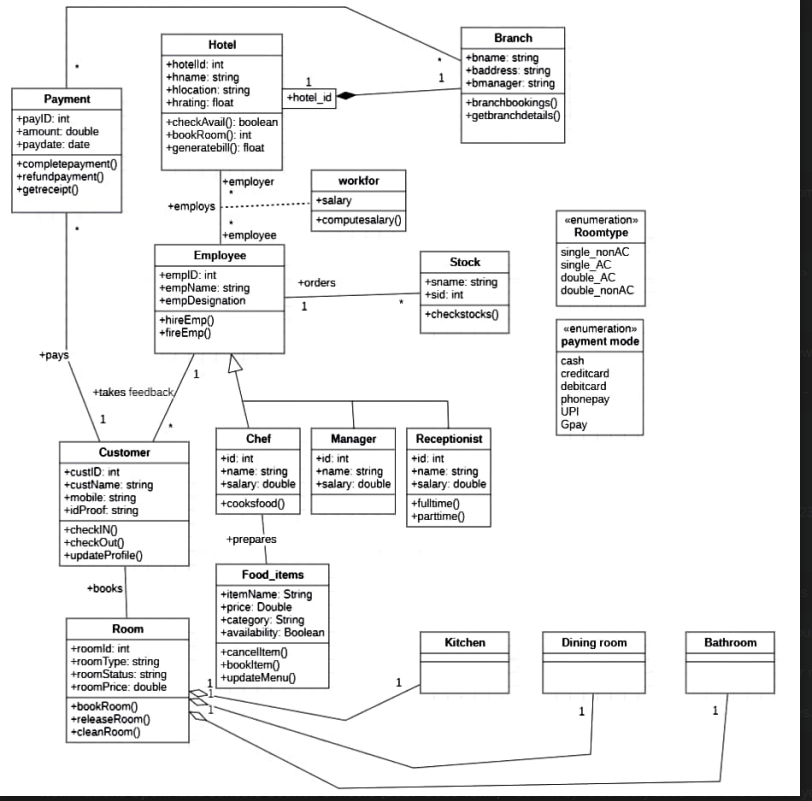 Hotel
+hotelId: int
+hname: string
+hlocation: string
+hrating: float
+checkAvail(): boolean
+bookRoom(): int
+generatebill(): float
1
+hotel_id
*
1
Branch
+bname: string
+baddress: string
+bmanager: string
+branchbookings()
+getbranchdetails()
*
Payment
+payID: int
+amount: double
+paydate: date
+completepayment()
+refundpayment()
+getreceipt()
*
+employer
*
+employs
*
+employee
workfor
+salary
+computesalary()
Employee
+empID: int
+empName: string
+empDesignation
+hireEmp()
+fireEmp()
+orders
1
*
Stock
+sname: string
+sid: int
+checkstocks()
«enumeration»
Roomtype
single_nonAC
single_AC
double_AC
double_nonAC
«enumeration»
payment mode
cash
creditcard
debitcard
phonepay
UPI
Gpay
+pays
1
+takes feedback
1
*
Customer
+custID: int
+custName: string
+mobile: string
+idProof: string
+checkIN()
+checkOut()
+updateProfile()
Chef
+id: int
+name: string
+salary: double
+cooksfood()
Manager
+id: int
+name: string
+salary: double
Receptionist
+id: int
+name: string
+salary: double
+fulltime()
+parttime()
+prepares
Food_items
+itemName: String
+price: Double
+category: String
+availability: Boolean
+cancelItem()
+bookItem()
+updateMenu()
+books
Room
+roomId: int
+roomType: string
+roomStatus: string
+roomPrice: double
+bookRoom()
+releaseRoom()
+cleanRoom()
1
1
1
Kitchen
1
Dining room
1
Bathroom
1